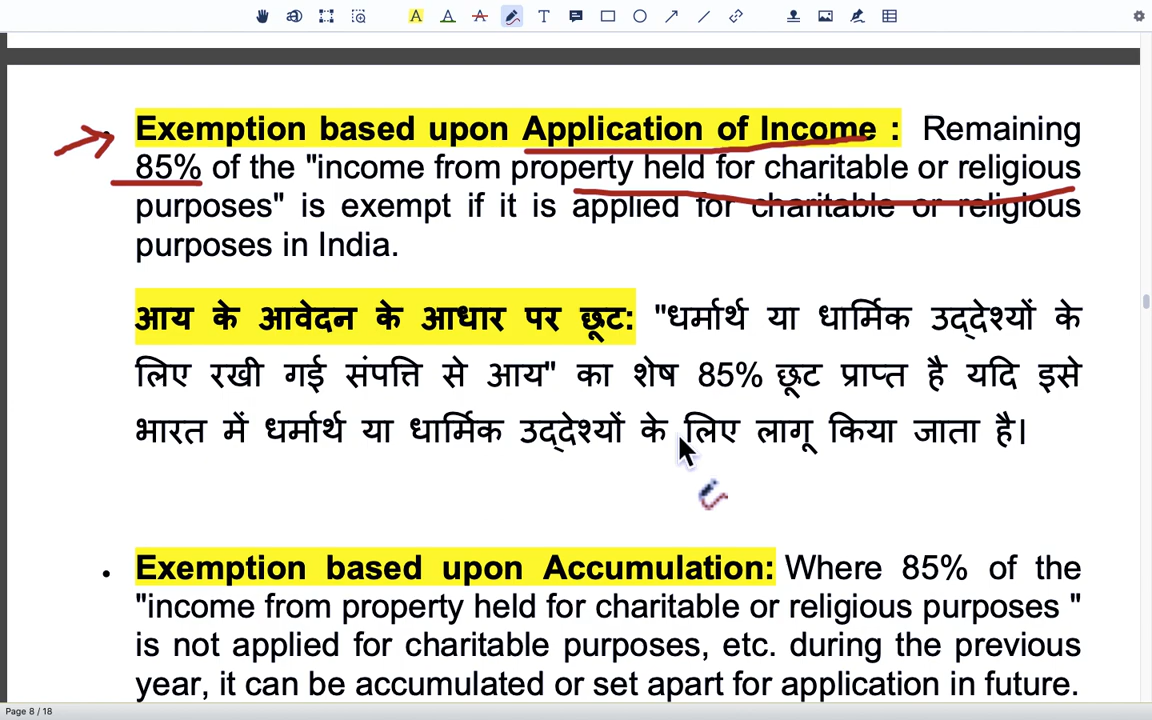 Exemption based upon Application of Income : Remaining
85% of the "income from property held for charitable or religious
purposes" is exempt if it is applied for charitable or religious
purposes in India.
आय के आवेदन के आधार पर छूट: "धर्मार्थ या धार्मिक उद्देश्यों के
लिए रखी गई संपत्ति से आय" का शेष 85% छूट प्राप्त है यदि इसे
भारत में धर्मार्थ या धार्मिक उद्देश्यों के लिए लागू किया जाता है।
• Exemption based upon Accumulation: Where 85% of the
"income from property held for charitable or religious purposes "
is not applied for charitable purposes, etc. during the previous
year, it can be accumulated or set apart for application in future.
Page 8 / 18